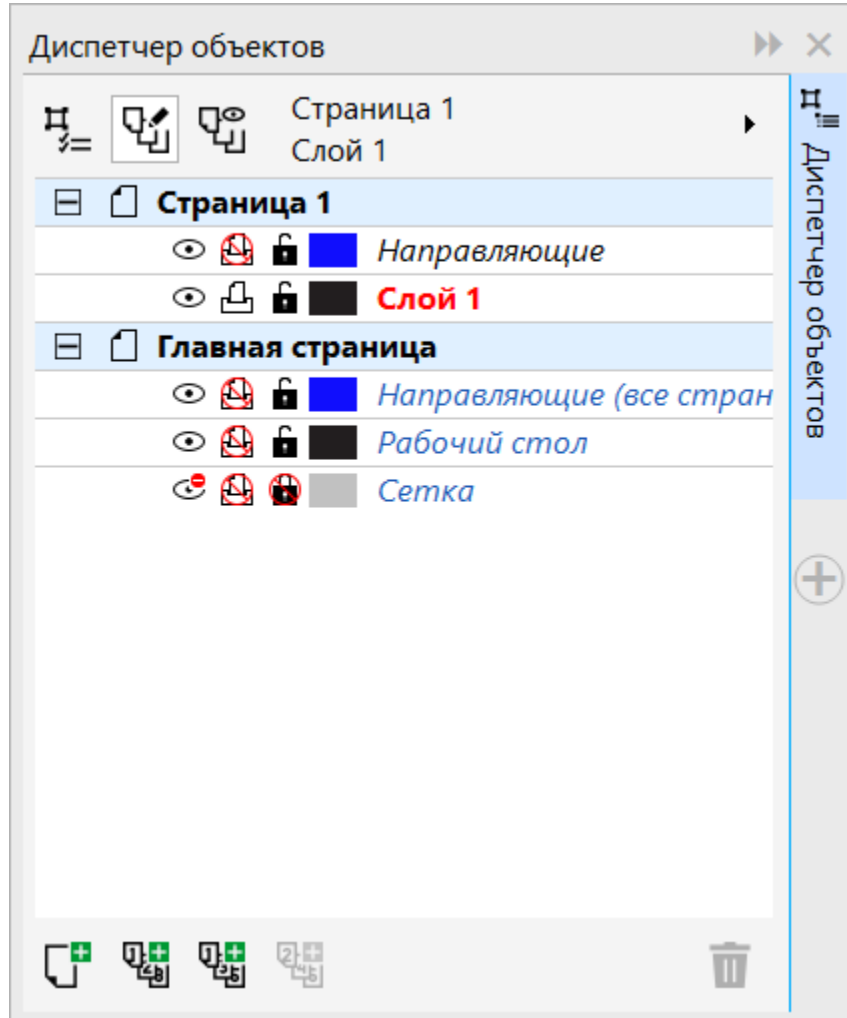 Диспетчер объектов
Страница 1
Слой 1
Страница 1
Направляющие
Слой 1
Главная страница
Направляющие (все стран
Рабочий стол
Сетка
Диспетчер объектов